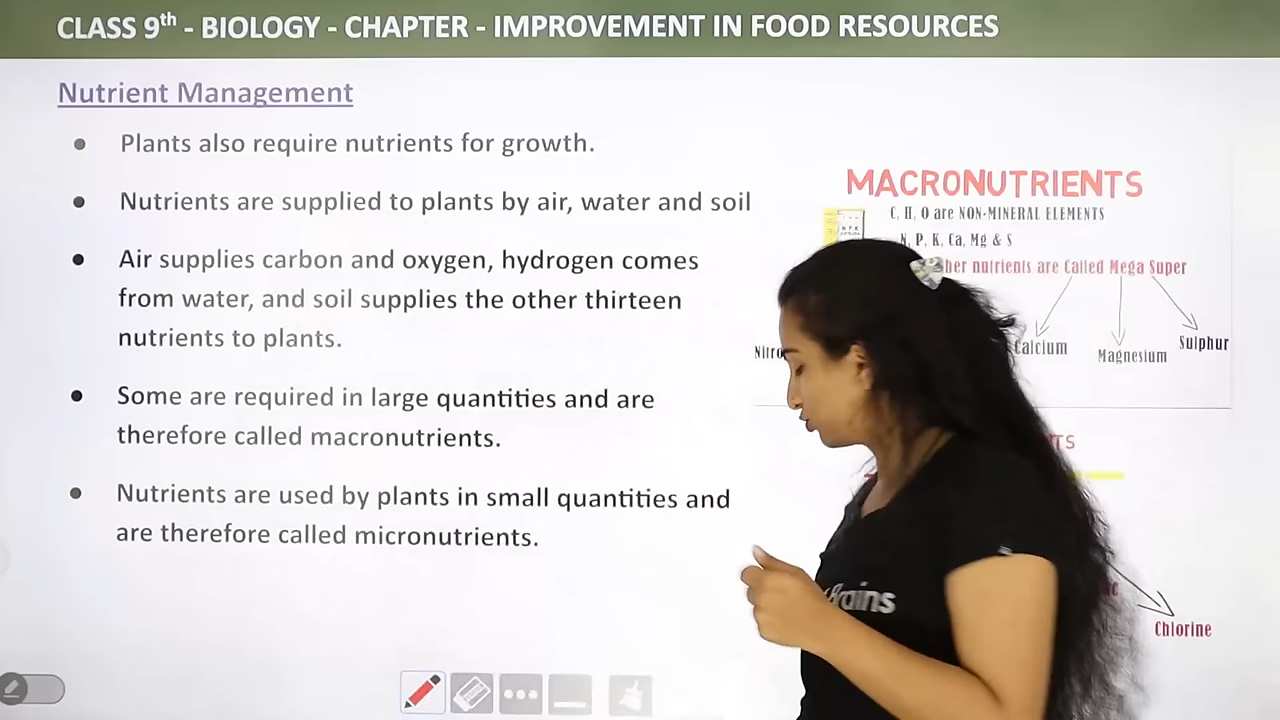 CLASS 9th - BIOLOGY - CHAPTER - IMPROVEMENT IN FOOD RESOURCES
Nutrient Management
• Plants also require nutrients for growth.
• Nutrients are supplied to plants by air, water and soil
• Air supplies carbon and oxygen, hydrogen comes
from water, and soil supplies the other thirteen
nutrients to plants.
• Some are required in large quantities and are
therefore called macronutrients.
• Nutrients are used by plants in small quantities and
are therefore called micronutrients.
MACRONUTRIENTS
C, H, O are NON-MINERAL ELEMENTS
N, P, K, Ca, Mg & S
nutrients are Called Mega Super
Calcium
Magnesium
Sulphur
Chlorine